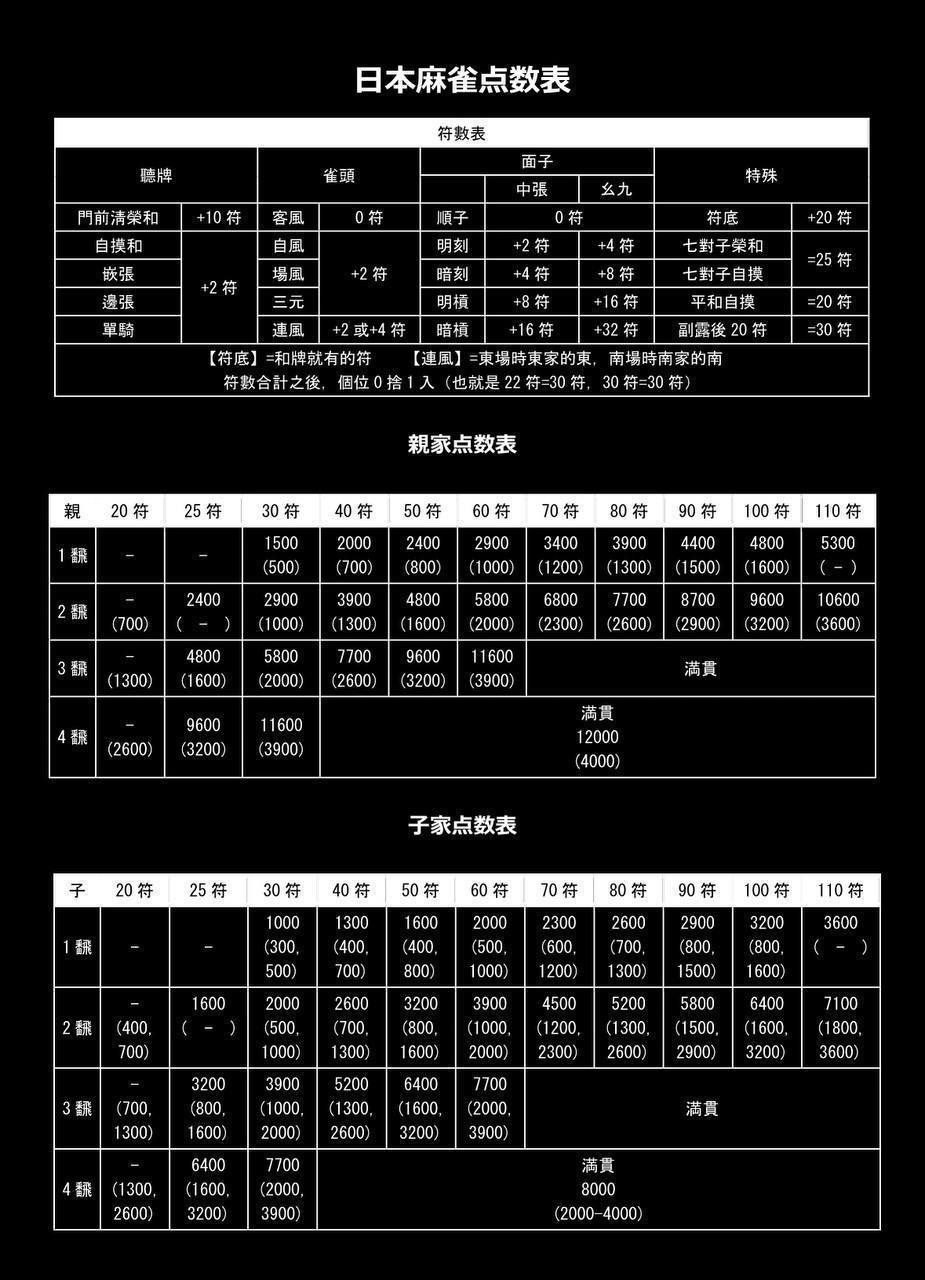 日本麻雀点数表
符數表
聽牌 雀頭 面子 特殊
中張 幺九
門前清榮和 +10 符 客風 0 符 順子 0 符 符底 +20 符
自摸和 +2 符 自風 +2 符 明刻 +2 符 +4 符 七對子榮和 =25 符
嵌張 場風 暗刻 +4 符 +8 符 七對子自摸
邊張 三元 明槓 +8 符 +16 符 平和自摸 =20 符
單騎 連風 +2 或+4 符 暗槓 +16 符 +32 符 副露後 20 符 =30 符
【符底】=和牌就有的符 【連風】=東場時東家的東，南場時南家的南
符數合計之後，個位 0 捨 1 入（也就是 22 符=30 符，30 符=30 符）
親家点数表
親 20 符 25 符 30 符 40 符 50 符 60 符 70 符 80 符 90 符 100 符 110 符
1 飜 － － 1500 2000 2400 2900 3400 3900 4400 4800 5300
(500) (700) (800) (1000) (1200) (1300) (1500) (1600) ( － )
2 飜 － 2400 2900 3900 4800 5800 6800 7700 8700 9600 10600
(700) ( － ) (1000) (1300) (1600) (2000) (2300) (2600) (2900) (3200) (3600)
3 飜 － 4800 5800 7700 9600 11600 満貫
(1300) (1600) (2000) (2600) (3200) (3900)
4 飜 － 9600 11600 満貫
(2600) (3200) (3900) 12000
(4000)
子家点数表
子 20 符 25 符 30 符 40 符 50 符 60 符 70 符 80 符 90 符 100 符 110 符
1 飜 － － 1000 1300 1600 2000 2300 2600 2900 3200 3600
(300, (400, (400, (500, (600, (700, (800, (800, ( － )
500) 700) 800) 1000) 1200) 1300) 1500) 1600)
2 飜 － 1600 2000 2600 3200 3900 4500 5200 5800 6400 7100
(400, ( － ) (500, (700, (800, (1000, (1200, (1300, (1500, (1600, (1800,
700) 1000) 1300) 1600) 2000) 2300) 2600) 2900) 3200) 3600)
3 飜 － 3200 3900 5200 6400 7700 満貫
(700, (800, (1000, (1300, (1600, (2000,
1300) 1600) 2000) 2600) 3200) 3900)
4 飜 － 6400 7700 満貫
(1300, (1600, (2000, 8000
2600) 3200) 3900) (2000-4000)